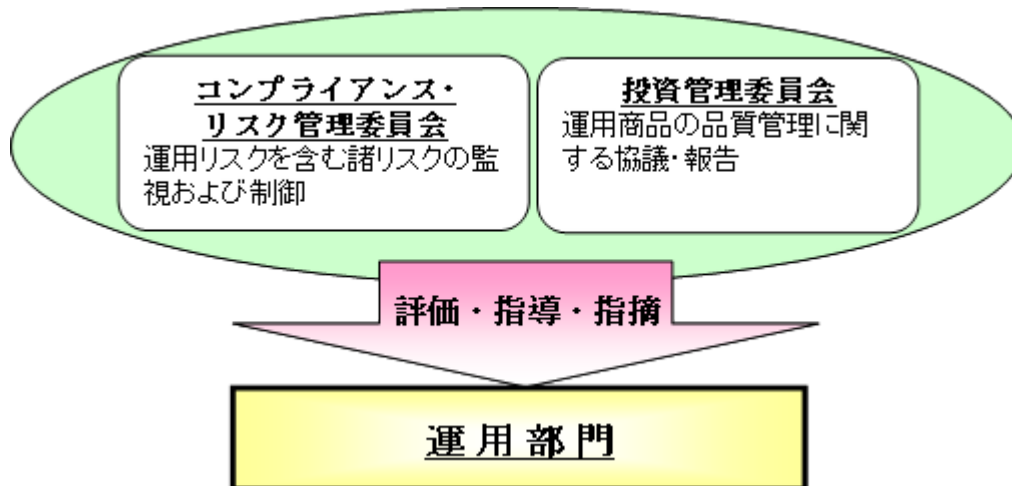 コンプライアンス・
リスク管理委員会
運用リスクを含む諸リスクの監
視および制御
投資管理委員会
運用商品の品質管理に関
する協議・報告
評価・指導・指摘
運用部門